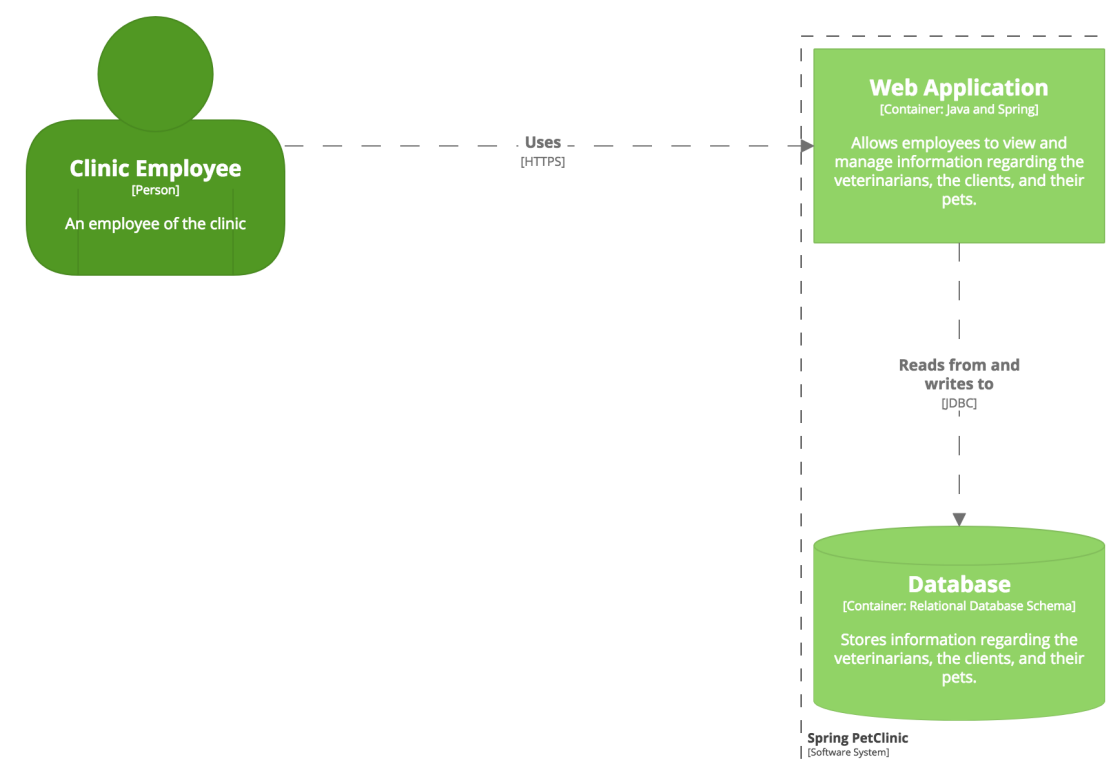 Clinic Employee
[Person]
An employee of the clinic
Uses
[HTTPS]
Web Application
[Container: Java and Spring]
Allows employees to view and
manage information regarding the
veterinarians, the clients, and their
pets.
Reads from and
writes to
[JDBC]
Database
[Container: Relational Database Schema]
Stores information regarding the
veterinarians, the clients, and their
pets.
Spring PetClinic
[Software System]